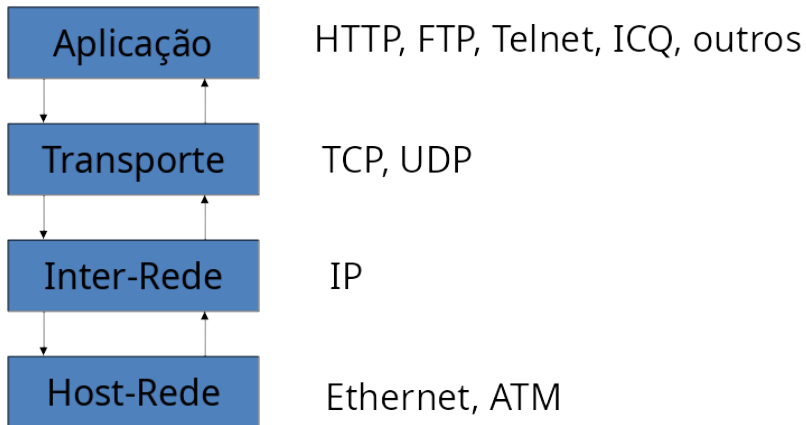 Aplicação HTTP, FTP, Telnet, ICQ, outros
Transporte TCP, UDP
Inter-Rede IP
Host-Rede Ethernet, ATM